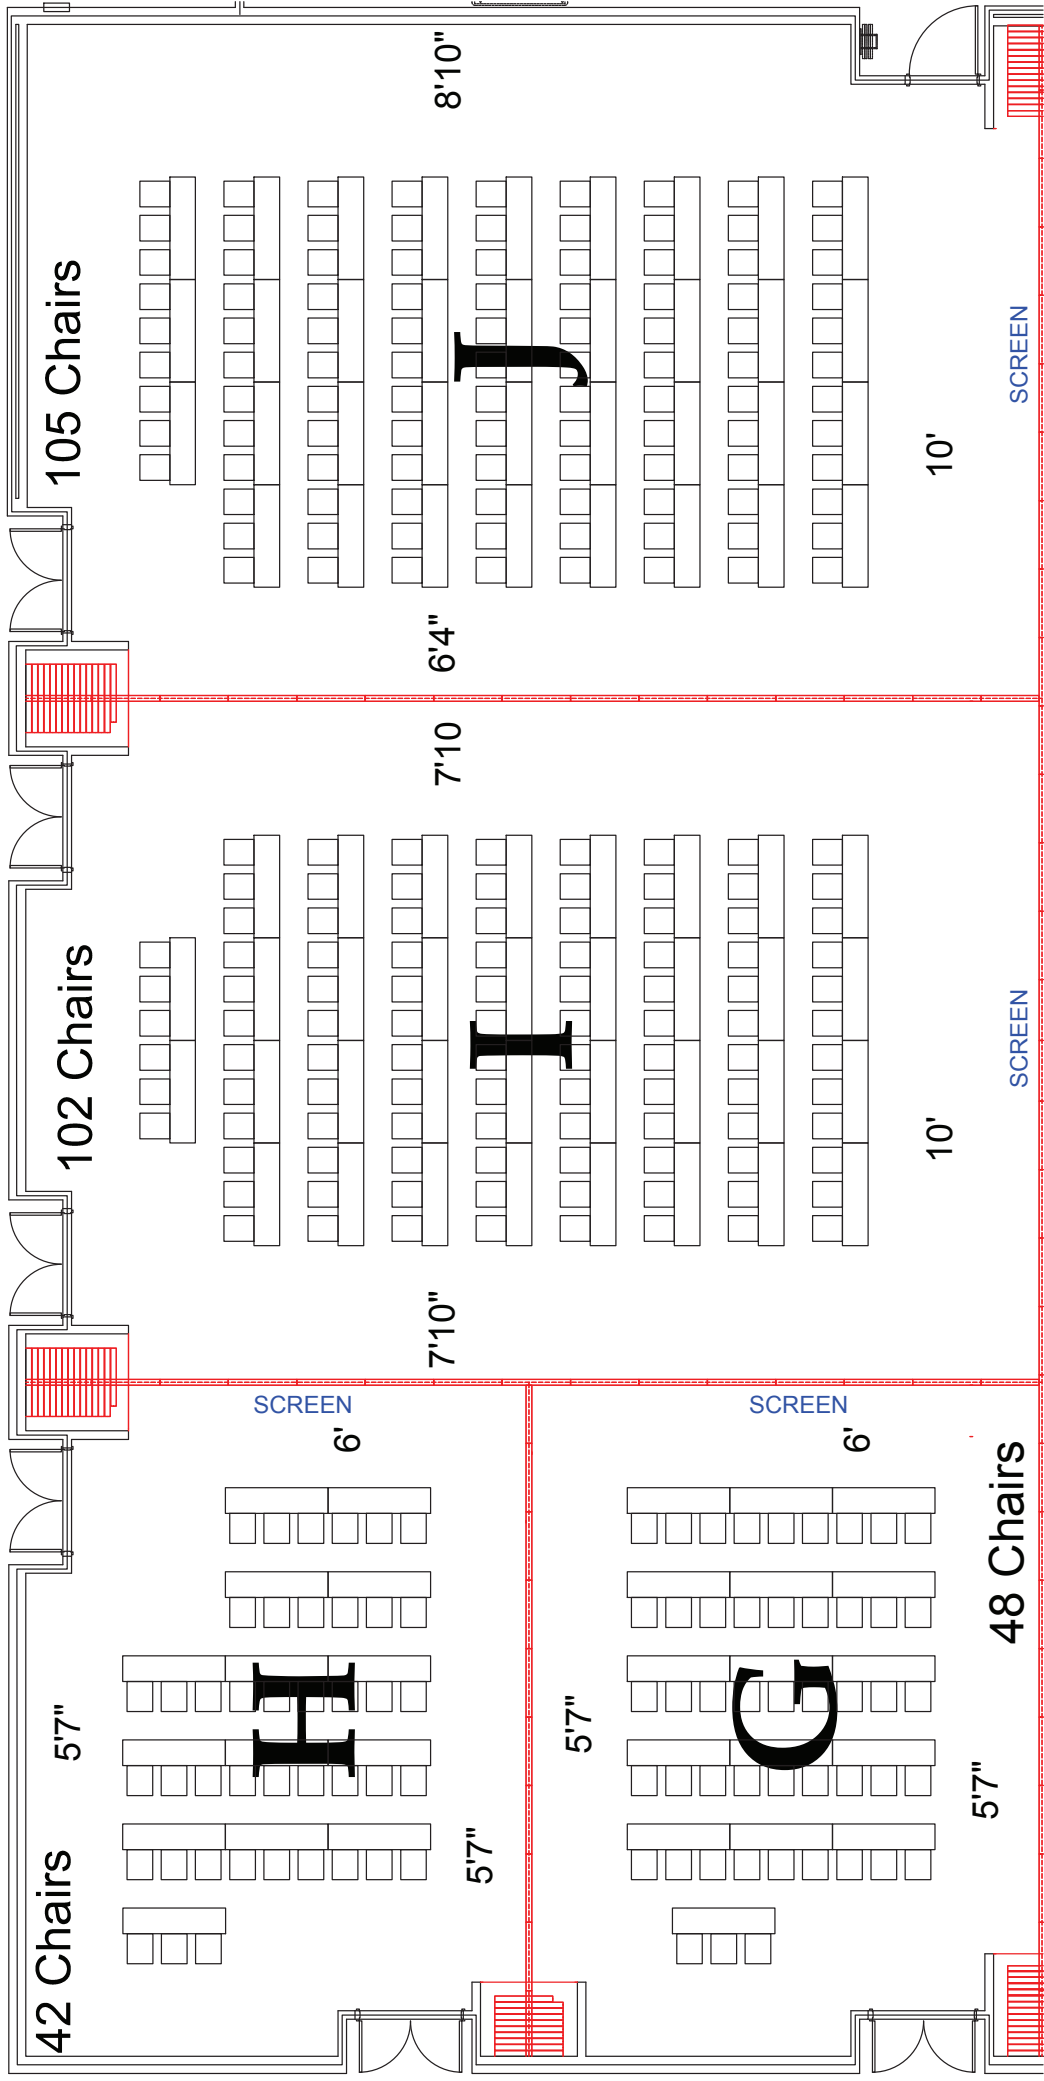 105 Chairs
8'10"
J
6'4"
10'
SCREEN
102 Chairs
7'10
I
7'10"
10'
SCREEN
42 Chairs
5'7"
H
5'7"
6'
SCREEN
48 Chairs
5'7"
G
5'7"
6'
SCREEN